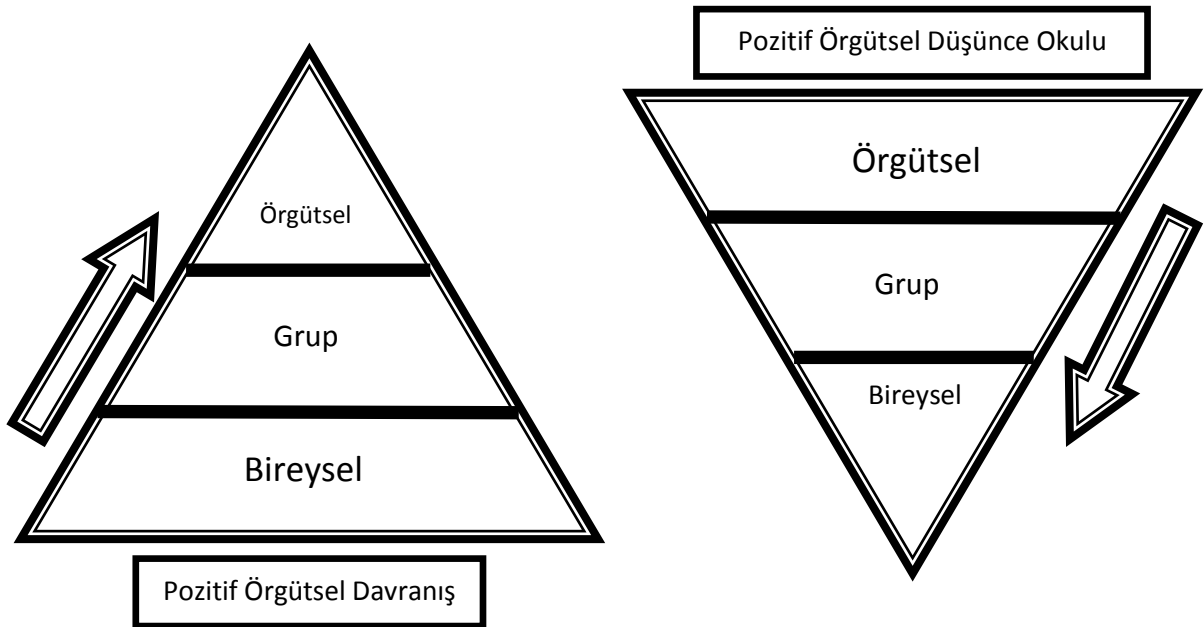 Örgütsel
Grup
Bireysel
Pozitif Örgütsel Davranış
Pozitif Örgütsel Düşünce Okulu
Örgütsel
Grup
Bireysel